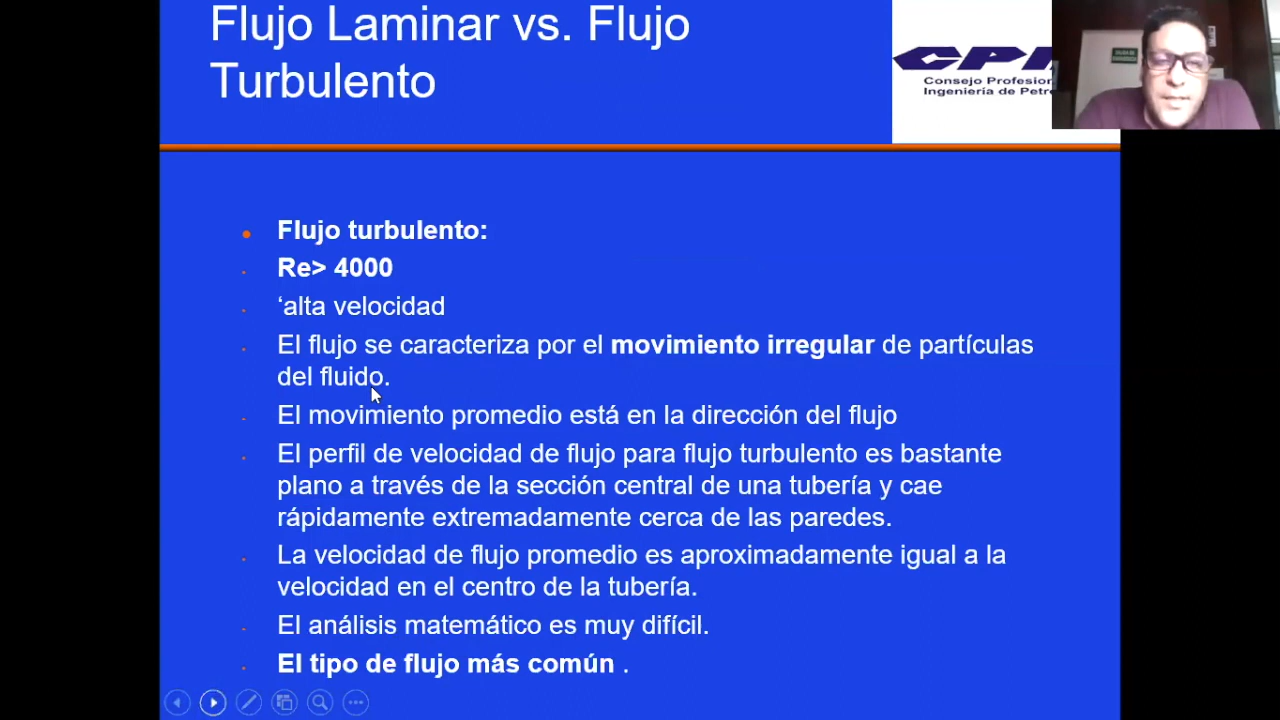 Flujo Laminar vs. Flujo
Turbulento
Consejo Profesion
Ingeniería de Petr
• Flujo turbulento:
Re> 4000
‘alta velocidad
El flujo se caracteriza por el movimiento irregular de partículas
del fluido.
El movimiento promedio está en la dirección del flujo
El perfil de velocidad de flujo para flujo turbulento es bastante
plano a través de la sección central de una tubería y cae
rápidamente extremadamente cerca de las paredes.
La velocidad de flujo promedio es aproximadamente igual a la
velocidad en el centro de la tubería.
El análisis matemático es muy difícil.
El tipo de flujo más común .